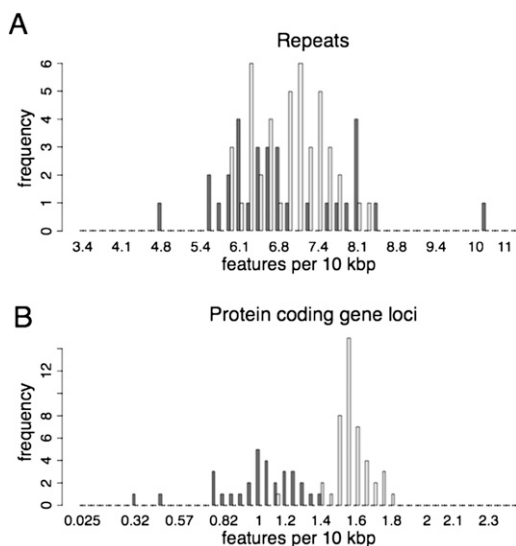 A
Repeats
frequency
6
5
4
3
2
1
0
3.4 4.1 4.8 5.4 6.1 6.8 7.4 8.1 8.8 9.4 10 11
features per 10 kbp
B
Protein coding gene loci
frequency
12
8
6
4
2
0
0.025 0.32 0.57 0.82 1 1.2 1.4 1.6 1.8 2 2.1 2.3
features per 10 kbp